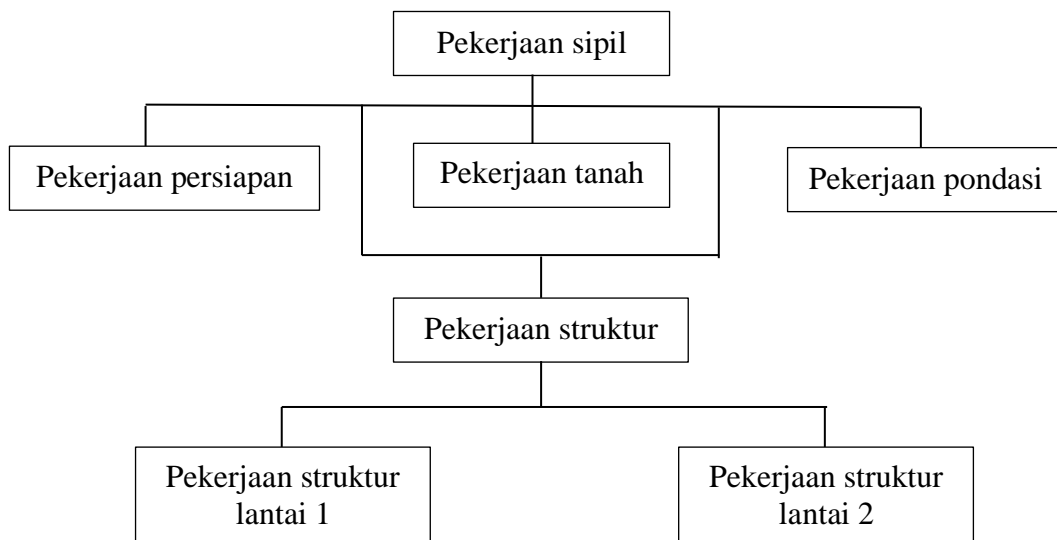 Pekerjaan sipil
Pekerjaan persiapan
Pekerjaan tanah
Pekerjaan pondasi
Pekerjaan struktur
Pekerjaan struktur
lantai 1
Pekerjaan struktur
lantai 2